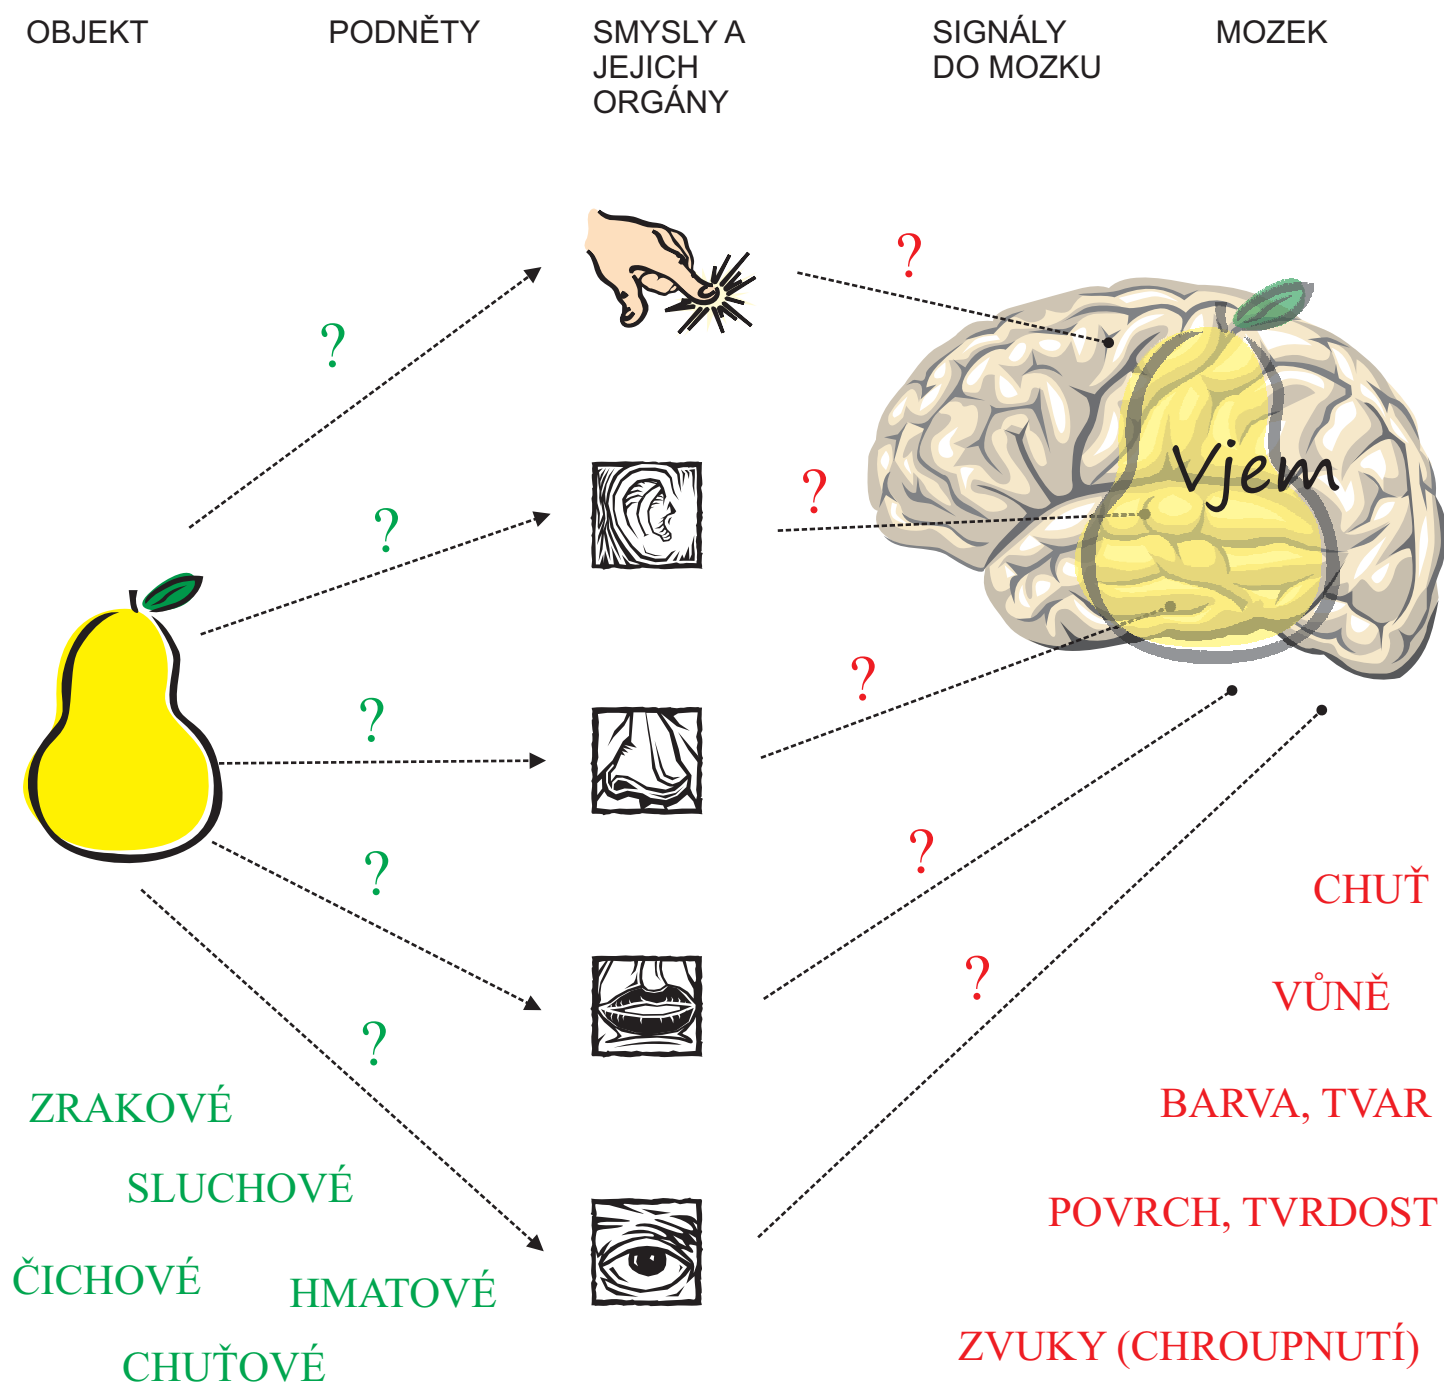 OBJEKT
PODNĚTY
SMYSLY A
JEJICH
ORGÁNY
SIGNÁLY
DO MOZKU
MOZEK
?
?
?
?
?
?
?
?
?
?
Vjem
CHUŤ
VŮNĚ
BARVA, TVAR
POVRCH, TVRDOST
ZVUKY (CHROUPNUTÍ)
ZRAKOVÉ
SLUCHOVÉ
ČICHOVÉ
HMATOVÉ
CHUŤOVÉ